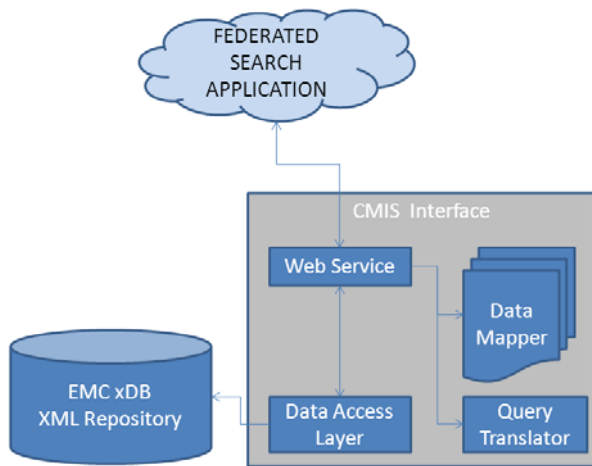 FEDERATED
SEARCH
APPLICATION
CMIS Interface
Web Service
Data
Mapper
EMC xDB
XML Repository
Data Access
Layer
Query
Translator